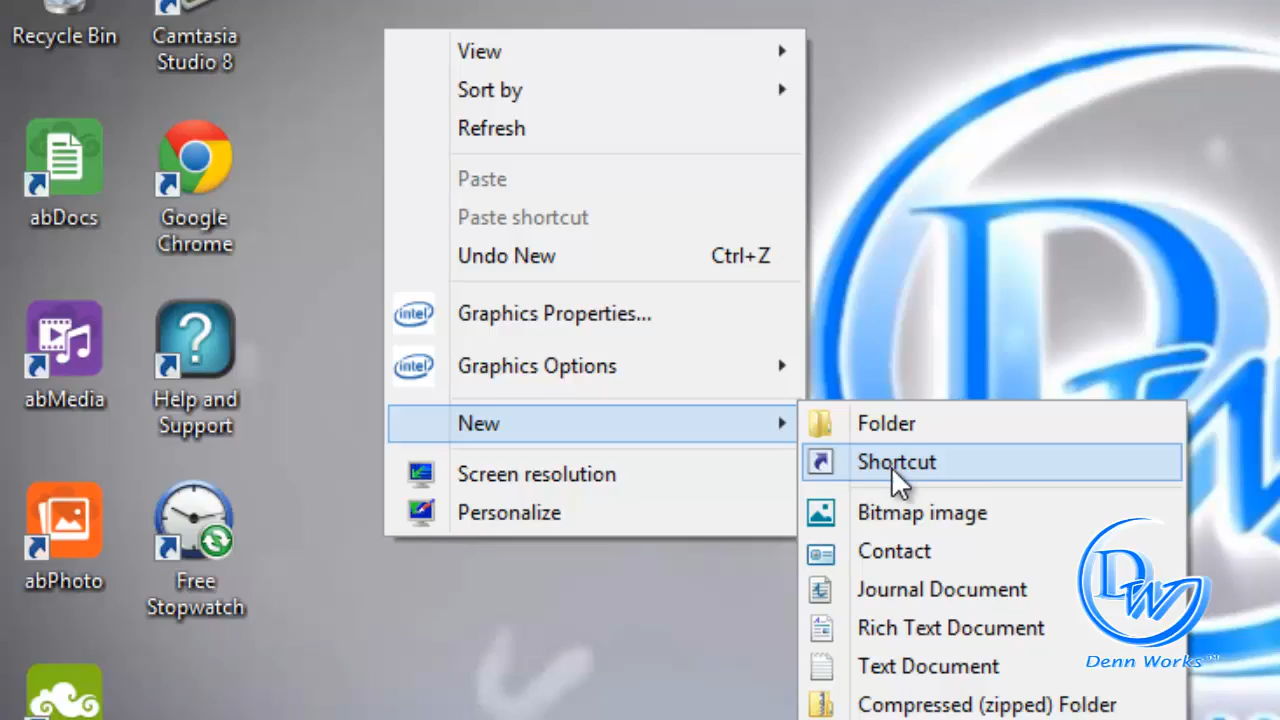 Recycle Bin
Camtasia
Studio 8
abDocs
Google
Chrome
abMedia
Help and
Support
abPhoto
Free
Stopwatch
View
Sort by
Refresh
Paste
Paste shortcut
Undo New Ctrl+Z
intel Graphics Properties...
intel Graphics Options
New
Screen resolution
Personalize
Folder
Shortcut
Bitmap image
Contact
Journal Document
Rich Text Document
Text Document
Compressed (zipped) Folder
DW
DW
Denn Works™